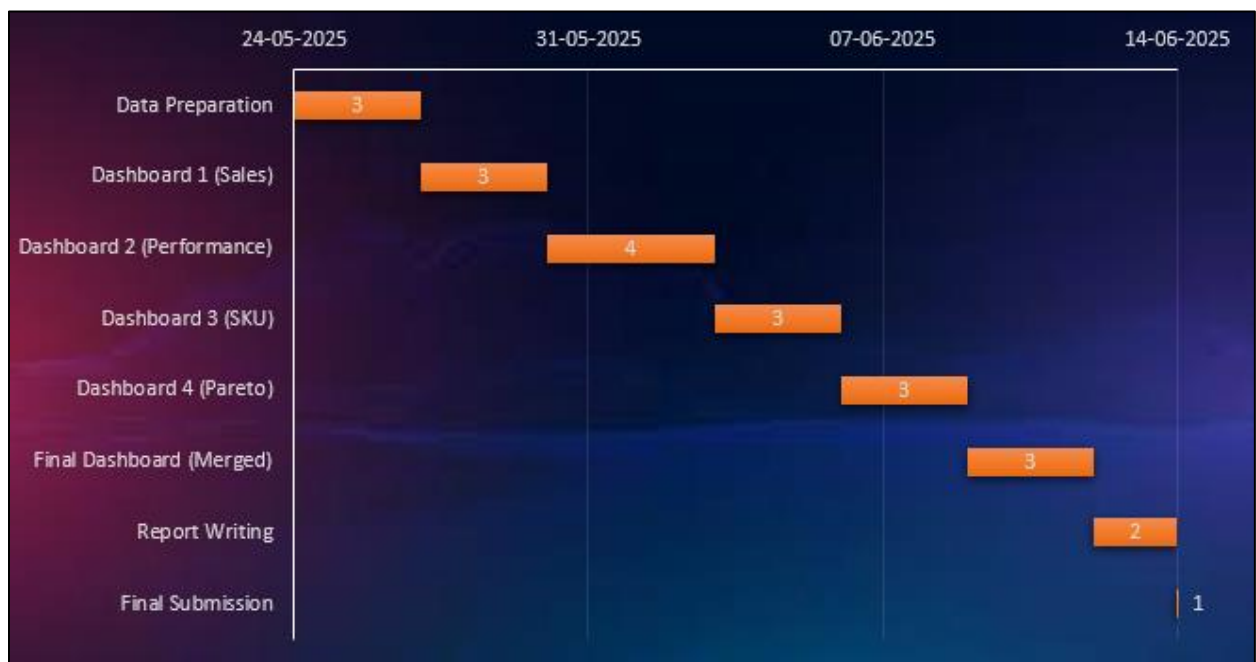 24-05-2025 31-05-2025 07-06-2025 14-06-2025
Data Preparation 3
Dashboard 1 (Sales) 3
Dashboard 2 (Performance) 4
Dashboard 3 (SKU) 3
Dashboard 4 (Pareto) 3
Final Dashboard (Merged) 3
Report Writing 2
Final Submission 1